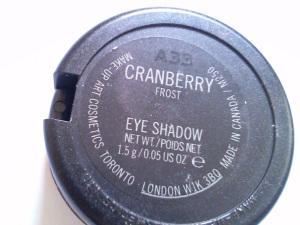 A33
CRANBERRY
FROST
EYE SHADOW
NET WT./POIDS NET
1.5 g/0.05 US OZ e
MAKE-UP ART COSMETICS TORONTO LONDON W1K 3BQ MADE IN CANADA / M25D